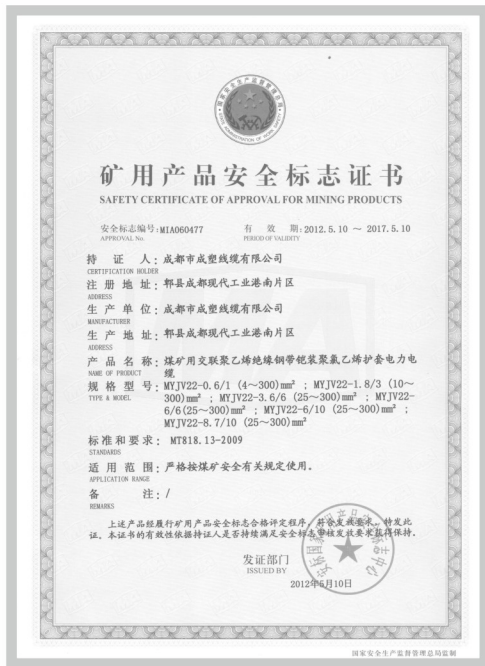 矿用产品安全标志证书
SAFETY CERTIFICATE OF APPROVAL FOR MINING PRODUCTS
安全标志编号:MIA060477 有 效 期:2012.5.10 ~ 2017.5.10
APPROVAL No. PERIOD OF VALIDITY
持 证 人:成都市成塑线缆有限公司
CERTIFICATION HOLDER
注 册 地 址:郫县成都现代工业港南片区
ADDRESS
生 产 单 位:成都市成塑线缆有限公司
MANUFACTURER
生 产 地 址:郫县成都现代工业港南片区
ADDRESS
产 品 名 称:煤矿用交联聚乙烯绝缘钢带铠装聚氯乙烯护套电力电
NAME OF PRODUCT 缆
规 格 型 号:MYJV22-0.6/1 (4~300)mm² ; MYJV22-1.8/3 (10~
TYPE & MODEL 300)mm² ; MYJV22-3.6/6 (25~300)mm² ; MYJV22-
6/6(25~300)mm² ; MYJV22-6/10 (25~300)mm² ;
MYJV22-8.7/10 (25~300)mm²
标准和要求: MT818.13-2009
STANDARDS
适 用 范 围:严格按煤矿安全有关规定使用。
APPLICATION RANGE
备 注:/
REMARKS
上述产品经履行矿用产品安全标志合格评定程序,符合发放要求,特发此
证。本证书的有效性依据持证人是否持续满足安全标志审核发放要求获得保持。
发证部门
ISSUED BY
2012年5月10日
国家安全生产监督管理总局监制